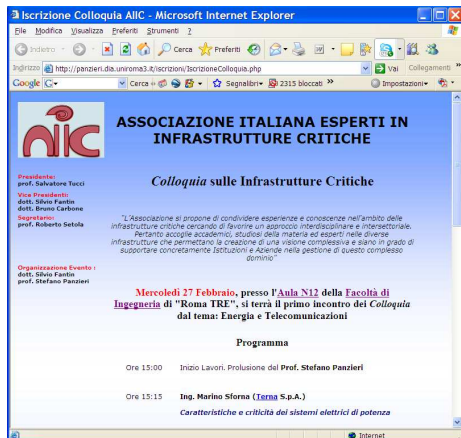 Iscrizione Colloquia AIIC - Microsoft Internet Explorer
File Modifica Visualizza Preferiti Strumenti ?
Indietro Cerca Preferiti
Indirizzo http://panzieri.dia.uniroma3.it/iscrizioni/IscrizioneColloquia.php Vai Collegamenti »
Google G Cerca Segnalibri 2315 bloccati » Impostazioni
AIIC
ASSOCIAZIONE ITALIANA ESPERTI IN
INFRASTRUTTURE CRITICHE
Presidente:
prof. Salvatore Tucci
Vice Presidenti:
dott. Silvio Fantin
dott. Bruno Carbone
Segretario:
prof. Roberto Setola
Organizzazione Evento :
dott. Silvio Fantin
prof. Stefano Panzieri
Colloquia sulle Infrastrutture Critiche
"L'Associazione si propone di condividere esperienze e conoscenze nell'ambito delle
infrastrutture critiche cercando di favorire un approccio interdisciplinare e intersettoriale.
Pertanto accoglie accademici, studiosi della materia ed esperti nelle diverse
infrastrutture che permettano la creazione di una visione complessiva e siano in grado di
supportare concretamente Istituzioni e Aziende nella gestione di questo complesso
dominio"
Mercoledì 27 Febbraio, presso l'Aula N12 della Facoltà di
Ingegneria di "Roma TRE", si terrà il primo incontro dei Colloquia
dal tema: Energia e Telecomunicazioni
Programma
Ore 15:00 Inizio Lavori. Prolusione del Prof. Stefano Panzieri
Ore 15:15 Ing. Marino Sforna (Terna S.p.A.)
Caratteristiche e criticità dei sistemi elettrici di potenza
Internet